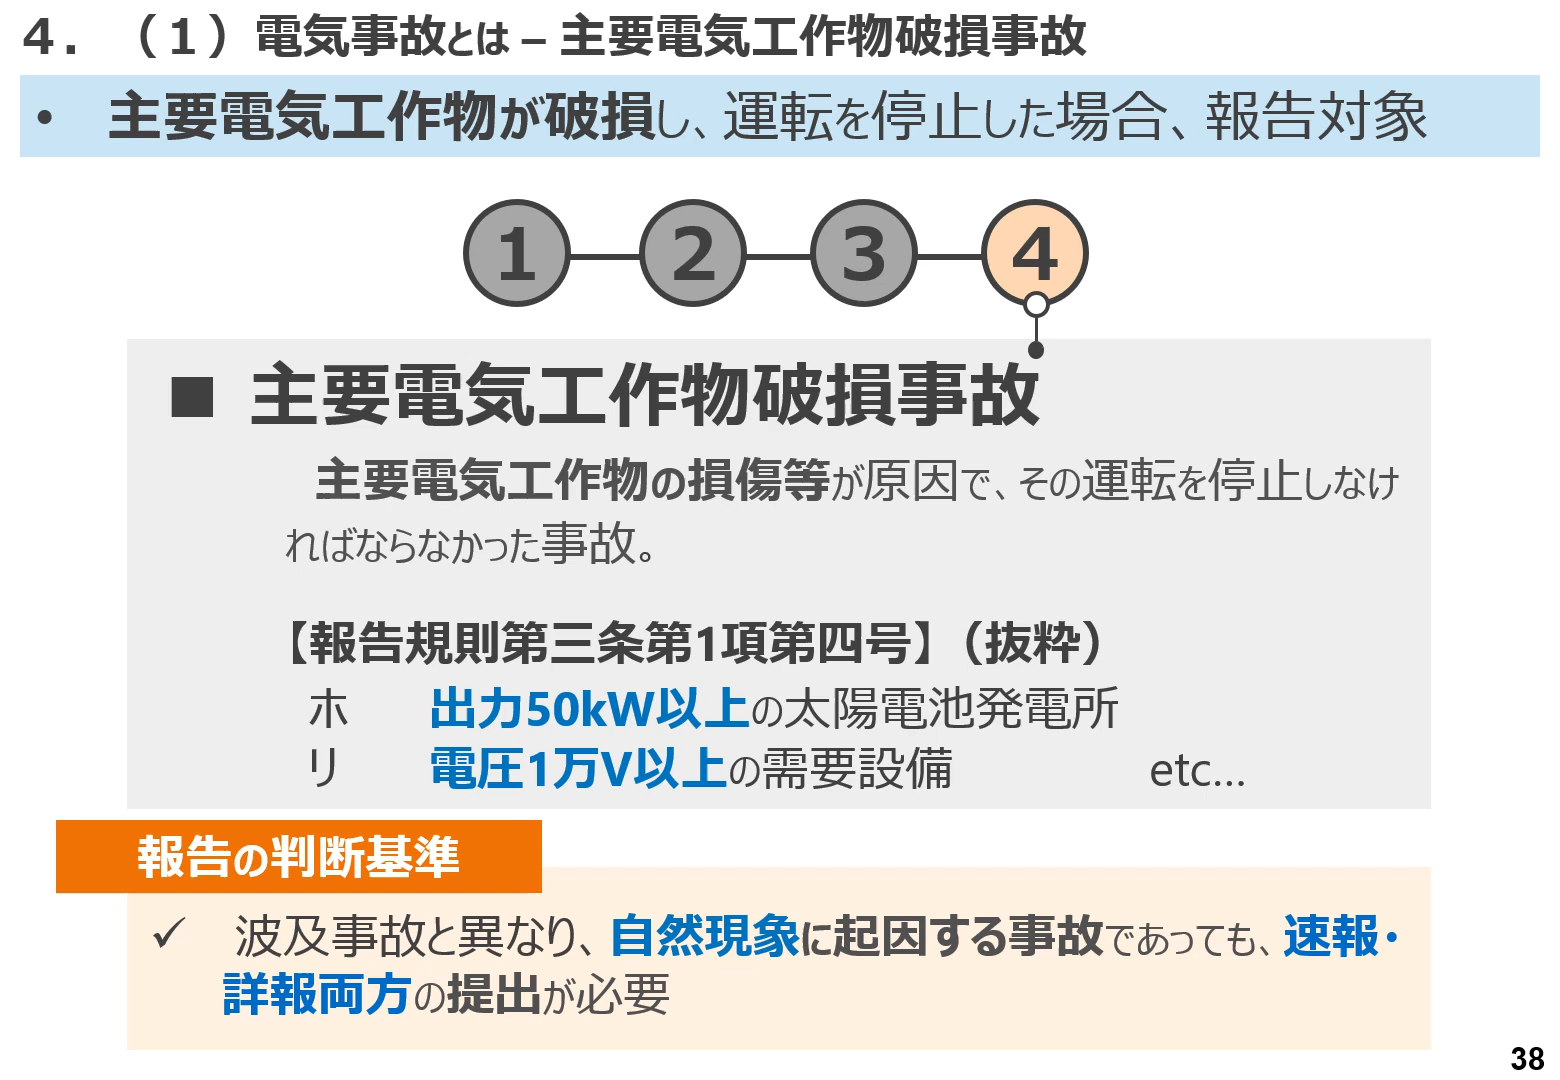 ４．（１）電気事故とは – 主要電気工作物破損事故
• 主要電気工作物が破損し、運転を停止した場合、報告対象
1 2 3 4
■ 主要電気工作物破損事故
主要電気工作物の損傷等が原因で、その運転を停止しなけ
ればならなかった事故。
【報告規則第三条第1項第四号】（抜粋）
ホ 出力50kW以上の太陽電池発電所
リ 電圧1万V以上の需要設備 etc…
報告の判断基準
✓ 波及事故と異なり、自然現象に起因する事故であっても、速報・
詳報両方の提出が必要
38